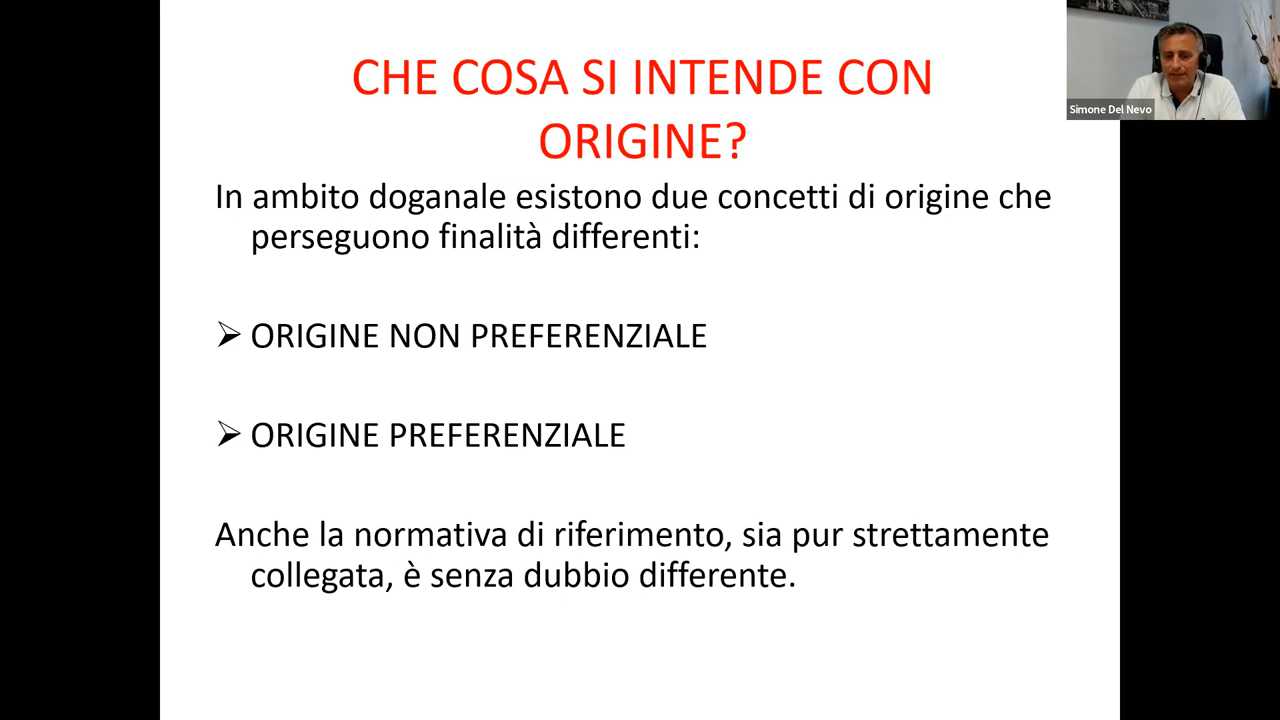 CHE COSA SI INTENDE CON
ORIGINE?
In ambito doganale esistono due concetti di origine che
perseguono finalità differenti:
➢ ORIGINE NON PREFERENZIALE
➢ ORIGINE PREFERENZIALE
Anche la normativa di riferimento, sia pur strettamente
collegata, è senza dubbio differente.
Simone Del Nevo